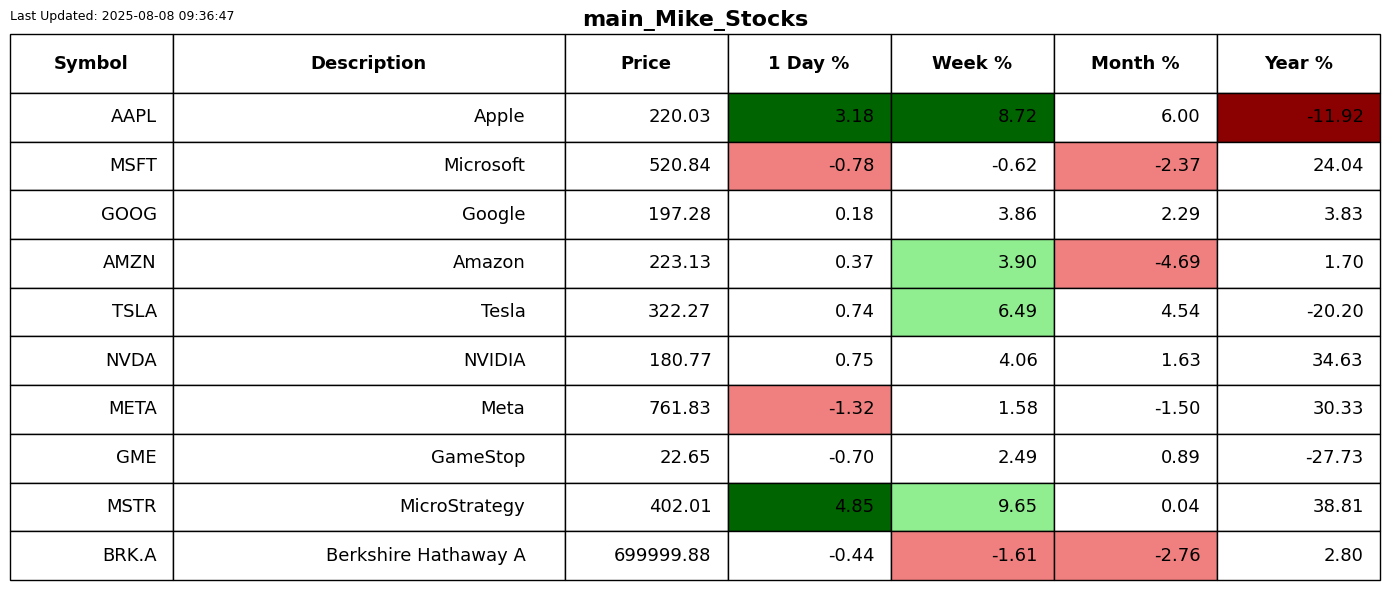 Last Updated: 2025-08-08 09:36:47
main_Mike_Stocks
Symbol Description Price 1 Day % Week % Month % Year %
AAPL Apple 220.03 3.18 8.72 6.00 -11.92
MSFT Microsoft 520.84 -0.78 -0.62 -2.37 24.04
GOOG Google 197.28 0.18 3.86 2.29 3.83
AMZN Amazon 223.13 0.37 3.90 -4.69 1.70
TSLA Tesla 322.27 0.74 6.49 4.54 -20.20
NVDA NVIDIA 180.77 0.75 4.06 1.63 34.63
META Meta 761.83 -1.32 1.58 -1.50 30.33
GME GameStop 22.65 -0.70 2.49 0.89 -27.73
MSTR MicroStrategy 402.01 4.85 9.65 0.04 38.81
BRK.A Berkshire Hathaway A 699999.88 -0.44 -1.61 -2.76 2.80